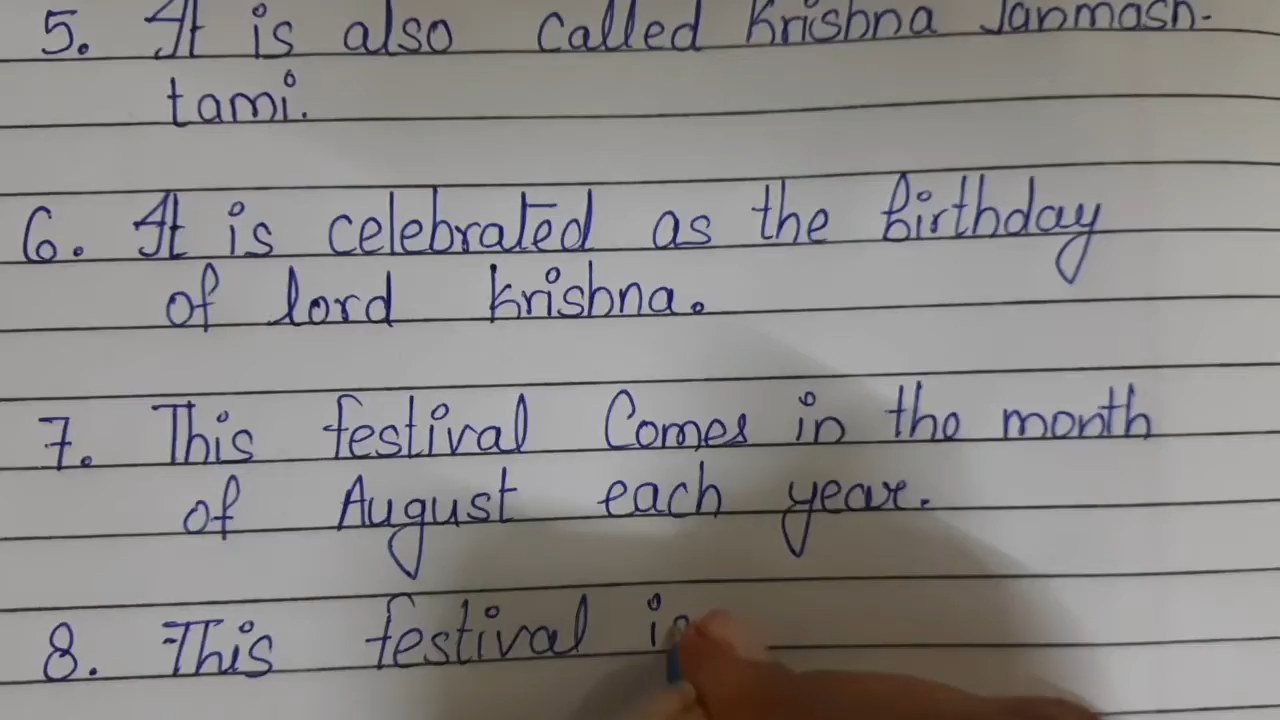 5. It is also called Krishna Janmash-
tami.
6. It is celebrated as the birthday
of lord Krishna.
7. This festival Comes in the month
of August each year.
8. This festival is